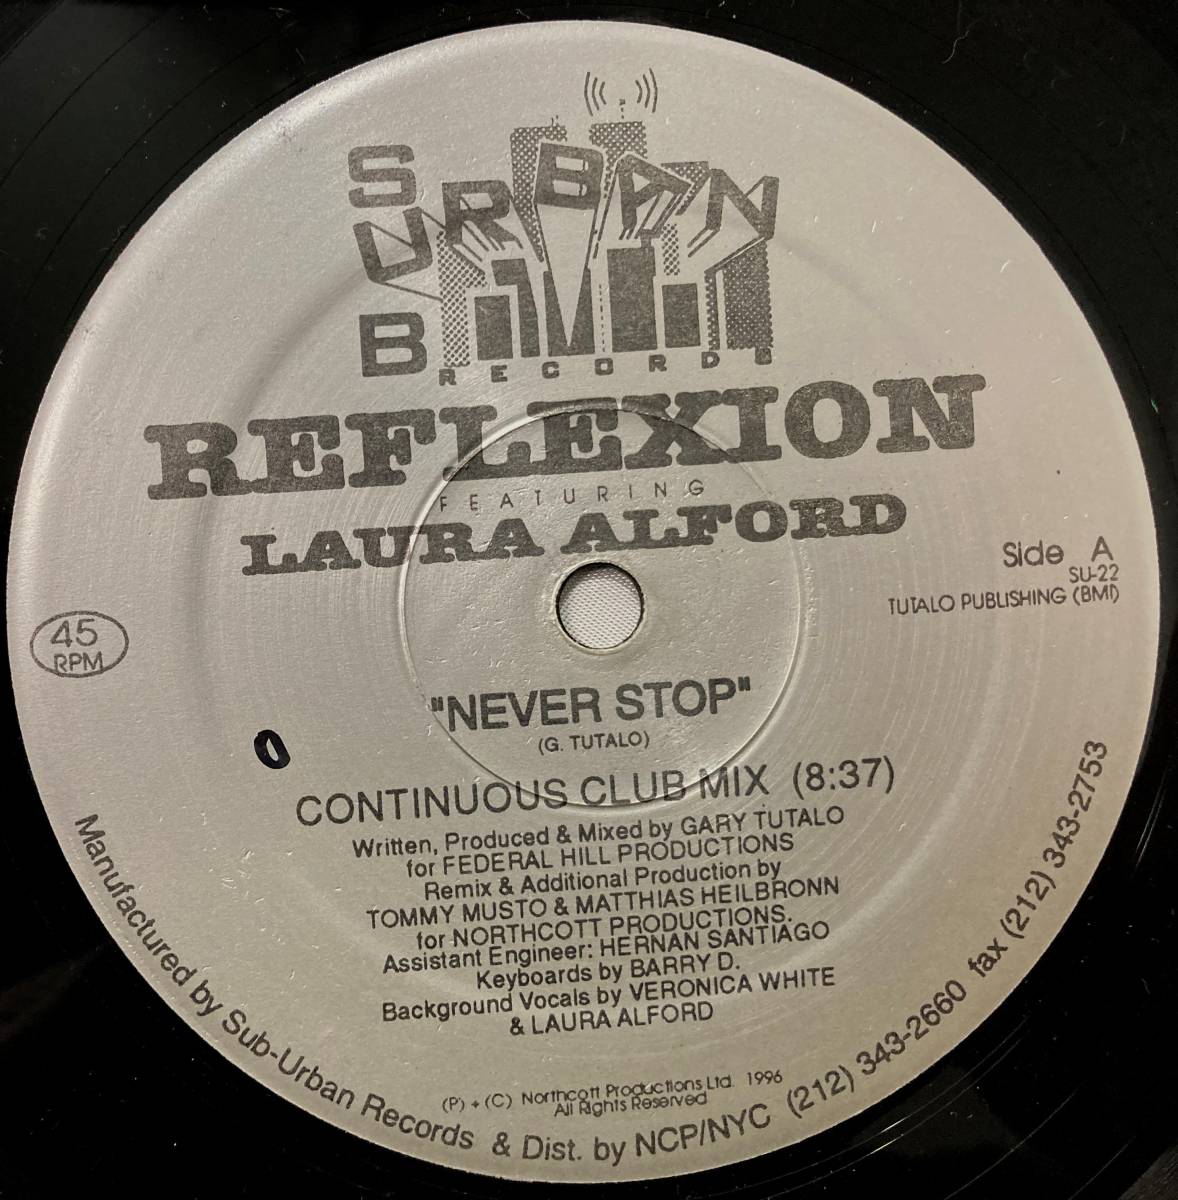 SUB
URBAN
RECORDS
REFLEXION
FEATURING
LAURA ALFORD
Side A
SU-22
TUTALO PUBLISHING (BMI)
45
RPM
"NEVER STOP"
(G. TUTALO)
CONTINUOUS CLUB MIX (8:37)
Written, Produced & Mixed by GARY TUTALO
for FEDERAL HILL PRODUCTIONS
Remix & Additional Production by
TOMMY MUSTO & MATTHIAS HEILBRONN
for NORTHCOTT PRODUCTIONS.
Assistant Engineer: HERNAN SANTIAGO
Keyboards by BARRY D.
Background Vocals by VERONICA WHITE
& LAURA ALFORD
(P) + (C) Northcott Productions Ltd. 1996
All Rights Reserved
Manufactured by Sub-Urban Records & Dist. by NCP/NYC (212) 343-2660 fax (212) 343-2753
0